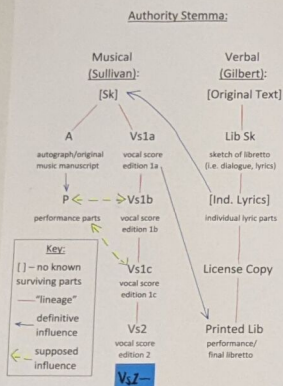 Authority Stemma:
Musical
(Sullivan):
[Sk]
Verbal
(Gilbert):
[Original Text]
A
autograph/original
music manuscript
Vs1a
vocal score
edition 1a
Lib Sk
sketch of libretto
(i.e. dialogue, lyrics)
P
performance parts
Vs1b
vocal score
edition 1b
[Ind. Lyrics]
individual lyric parts
Vs1c
vocal score
edition 1c
License Copy
Vs2
vocal score
edition 2
Printed Lib
performance/
final libretto
Key:
[ ] – no known
surviving parts
"lineage"
definitive
influence
supposed
influence